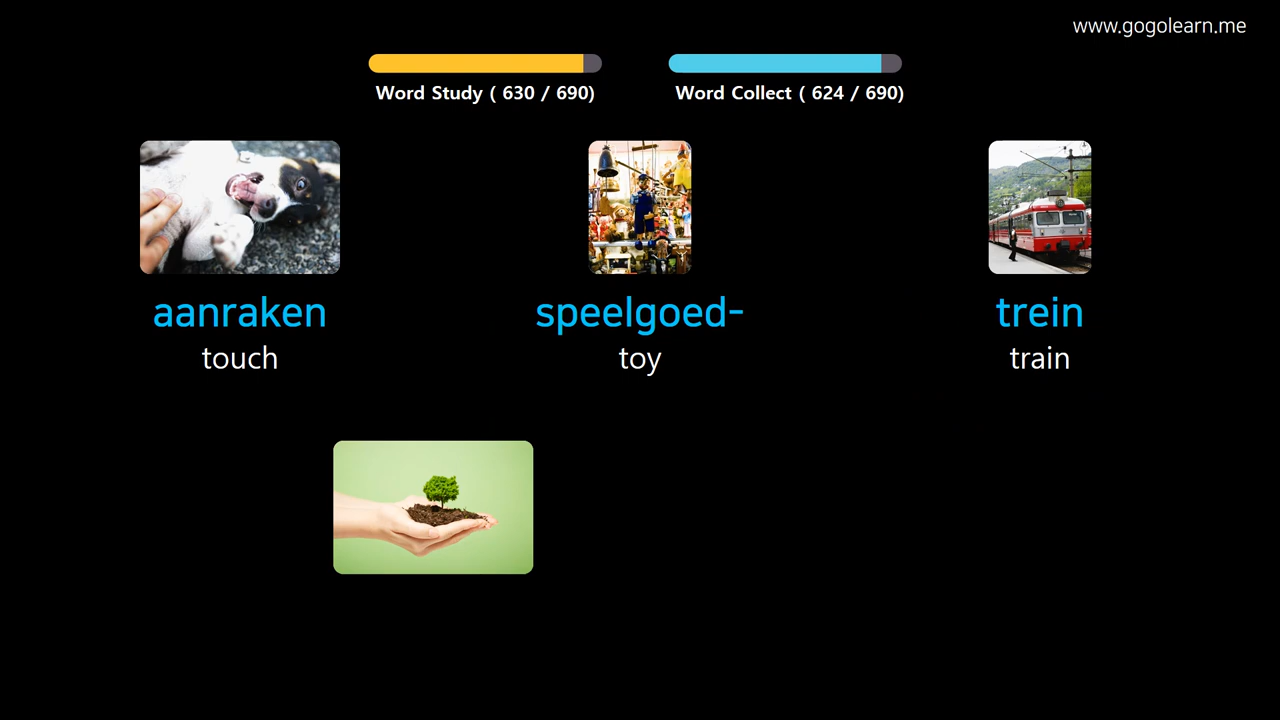 www.gogolearn.me
Word Study ( 630 / 690)
Word Collect ( 624 / 690)
aanraken
touch
speelgoed-
toy
trein
train